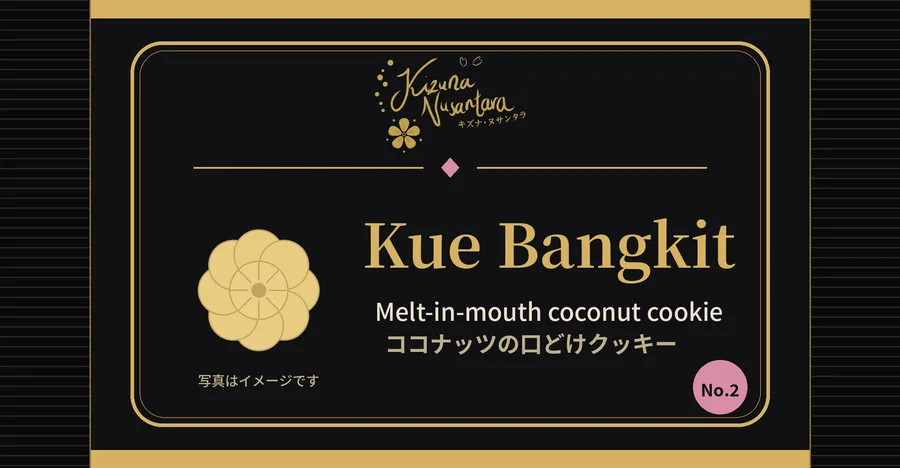 Kizuna
Nusantara
キズナ・ヌサンタラ
Kue Bangkit
Melt-in-mouth coconut cookie
ココナッツの口どけクッキー
写真はイメージです
No.2